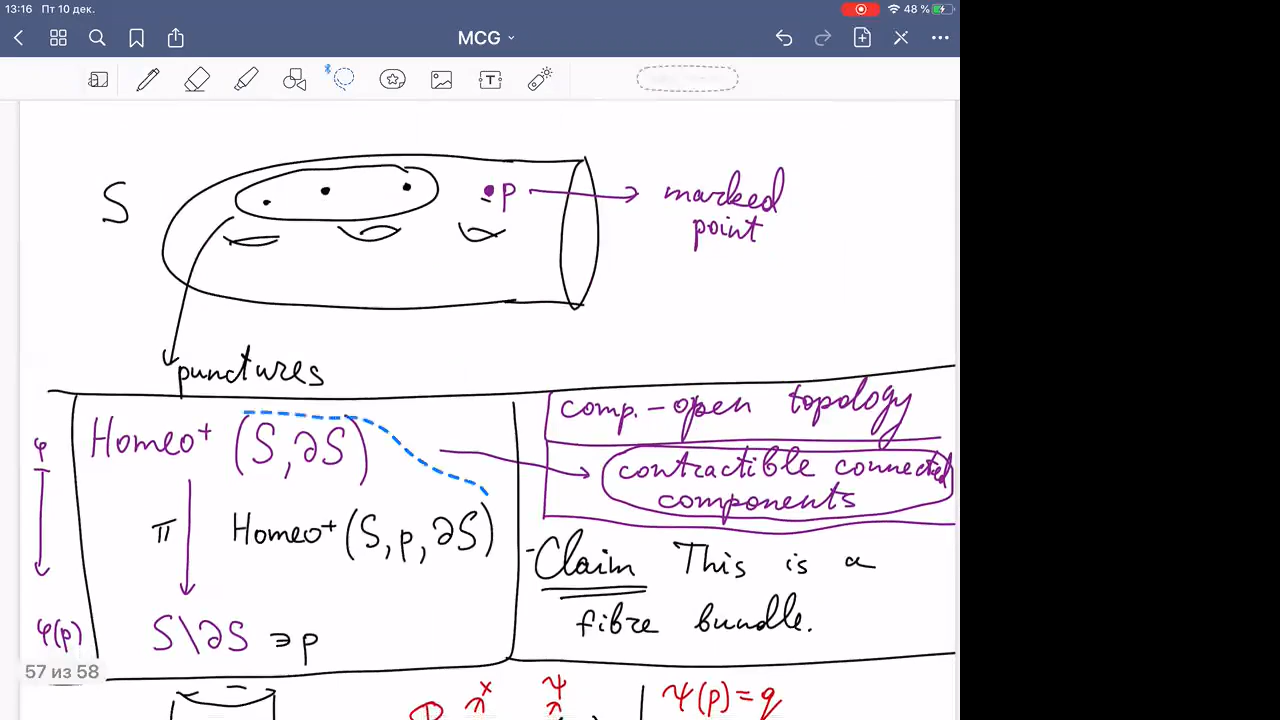 13:16 Пт 10 дек.
48 %
MCG
S
p
marked
point
punctures
comp.-open topology
Homeo⁺ (S, ∂S)
contractible connected
components
φ
π
Homeo⁺ (S, p, ∂S)
Claim This is a
fibre bundle.
φ(p)
S\∂S ∋ p
57 из 58
x
ψ
ψ(p) = q